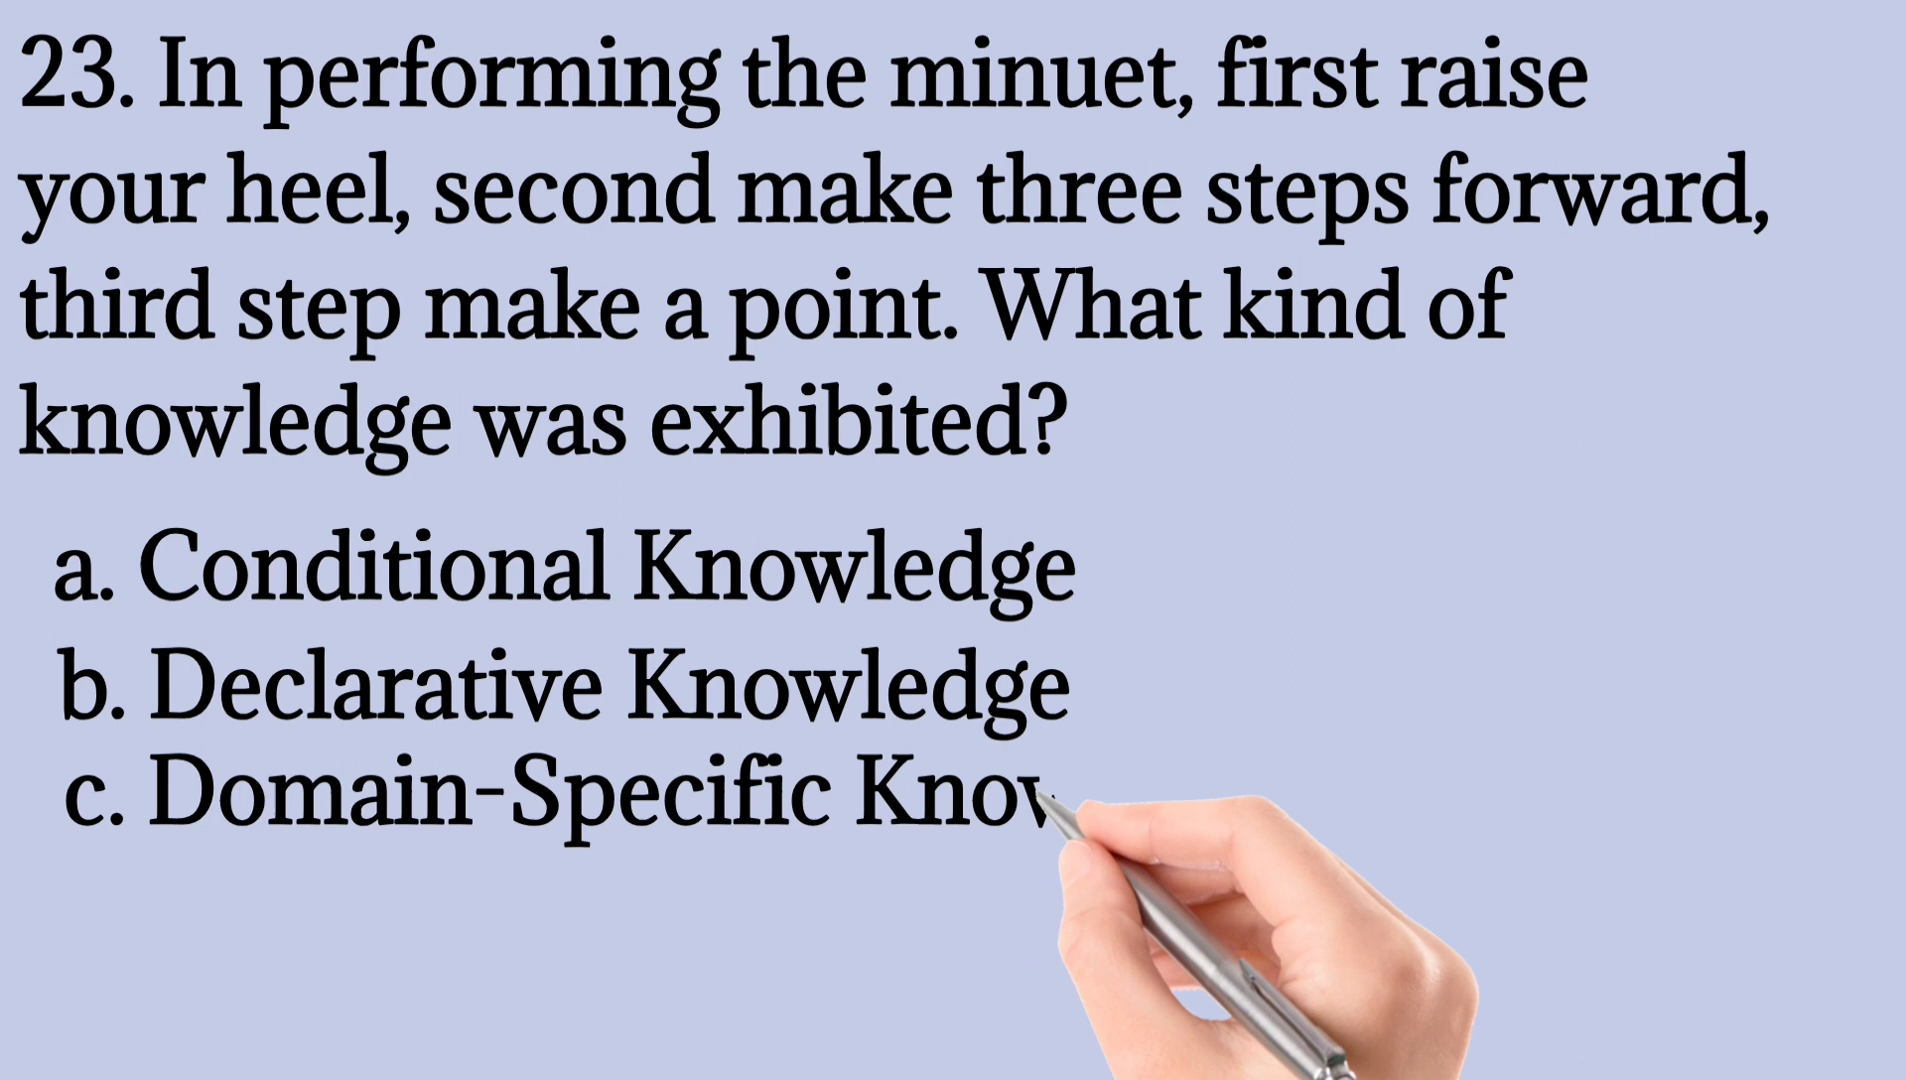 23. In performing the minuet, first raise
your heel, second make three steps forward,
third step make a point. What kind of
knowledge was exhibited?
a. Conditional Knowledge
b. Declarative Knowledge
c. Domain-Specific